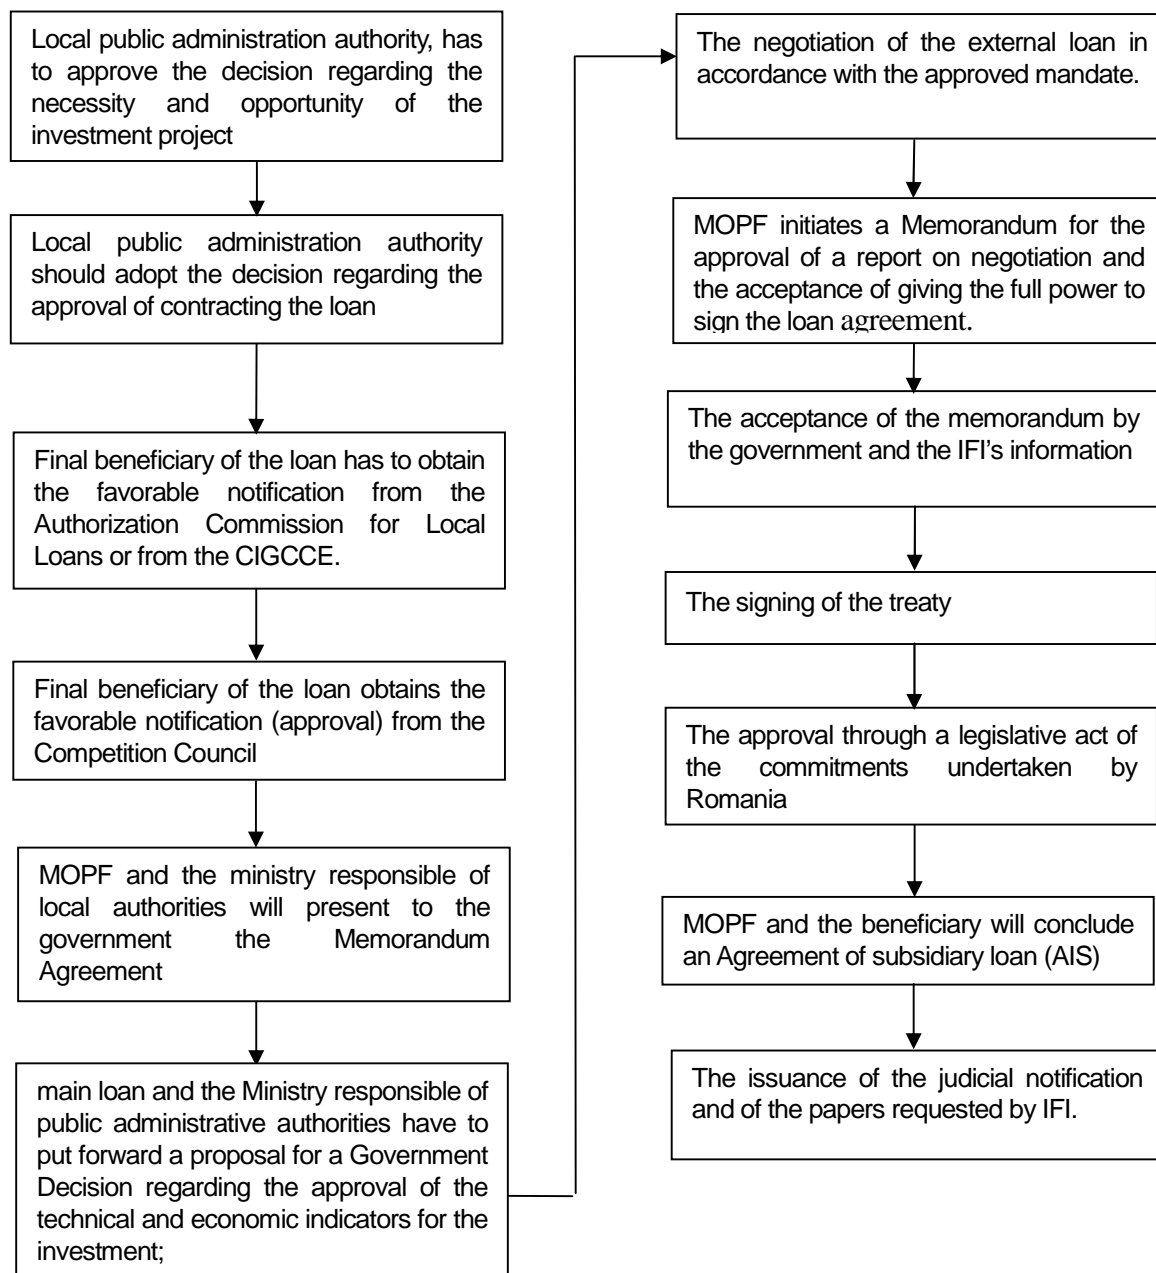 Local public administration authority, has
to approve the decision regarding the
necessity and opportunity of the
investment project
Local public administration authority
should adopt the decision regarding the
approval of contracting the loan
Final beneficiary of the loan has to obtain
the favorable notification from the
Authorization Commission for Local
Loans or from the CIGCCE.
Final beneficiary of the loan obtains the
favorable notification (approval) from the
Competition Council
MOPF and the ministry responsible of
local authorities will present to the
government the Memorandum
Agreement
main loan and the Ministry responsible of
public administrative authorities have to
put forward a proposal for a Government
Decision regarding the approval of the
technical and economic indicators for the
investment;
The negotiation of the external loan in
accordance with the approved mandate.
MOPF initiates a Memorandum for the
approval of a report on negotiation and
the acceptance of giving the full power to
sign the loan agreement.
The acceptance of the memorandum by
the government and the IFI's information
The signing of the treaty
The approval through a legislative act of
the commitments undertaken by
Romania
MOPF and the beneficiary will conclude
an Agreement of subsidiary loan (AIS)
The issuance of the judicial notification
and of the papers requested by IFI.